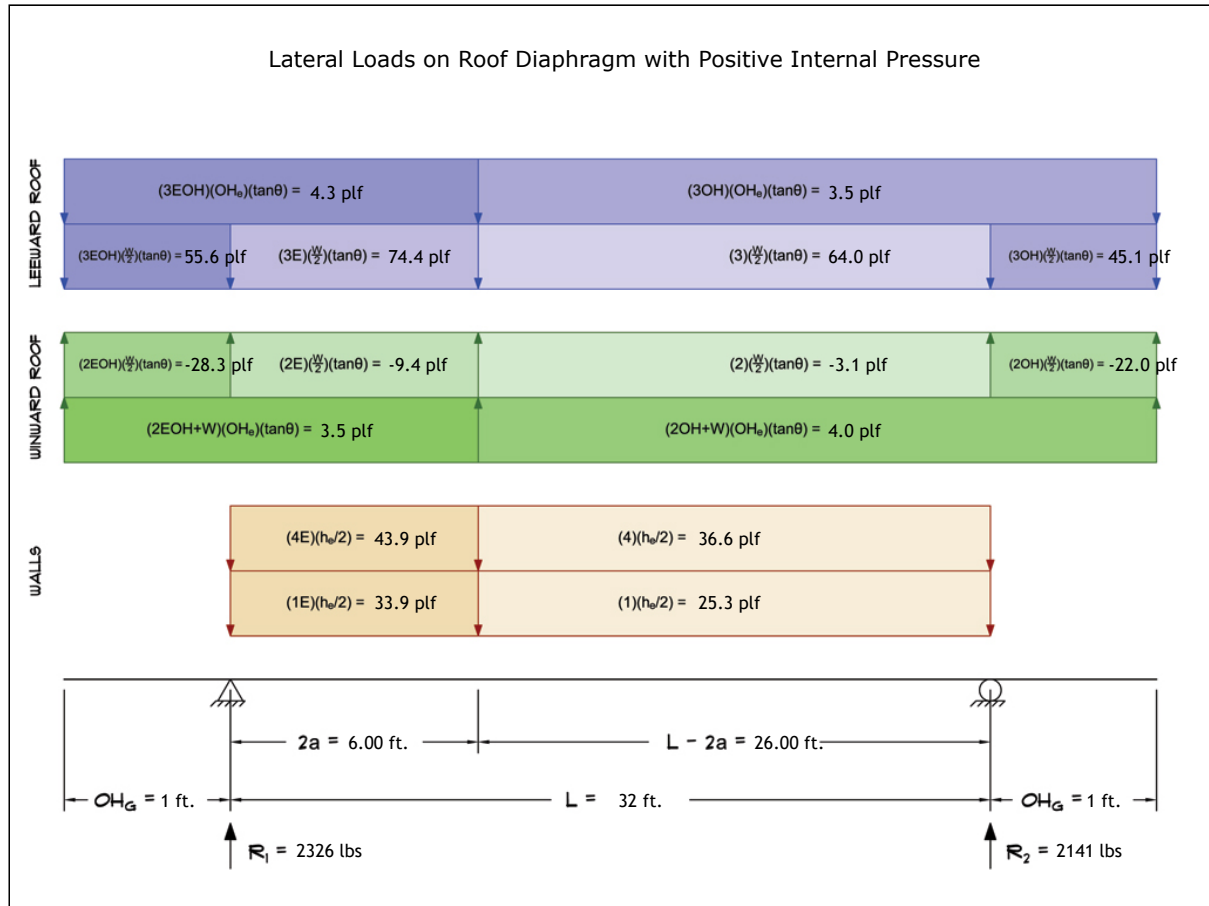 Lateral Loads on Roof Diaphragm with Positive Internal Pressure
LEEWARD ROOF
(3EOH)(OHₑ)(tanθ) = 4.3 plf
(3OH)(OHₑ)(tanθ) = 3.5 plf
(3EOH)(W/2)(tanθ) = 55.6 plf
(3E)(W/2)(tanθ) = 74.4 plf
(3)(W/2)(tanθ) = 64.0 plf
(3OH)(W/2)(tanθ) = 45.1 plf
WINWARD ROOF
(2EOH)(W/2)(tanθ) = -28.3 plf
(2E)(W/2)(tanθ) = -9.4 plf
(2)(W/2)(tanθ) = -3.1 plf
(2OH)(W/2)(tanθ) = -22.0 plf
(2EOH+W)(OHₑ)(tanθ) = 3.5 plf
(2OH+W)(OHₑ)(tanθ) = 4.0 plf
WALLS
(4E)(hₑ/2) = 43.9 plf
(4)(hₑ/2) = 36.6 plf
(1E)(hₑ/2) = 33.9 plf
(1)(hₑ/2) = 25.3 plf
2a = 6.00 ft.
L - 2a = 26.00 ft.
OH_G = 1 ft.
L = 32 ft.
OH_G = 1 ft.
R₁ = 2326 lbs
R₂ = 2141 lbs